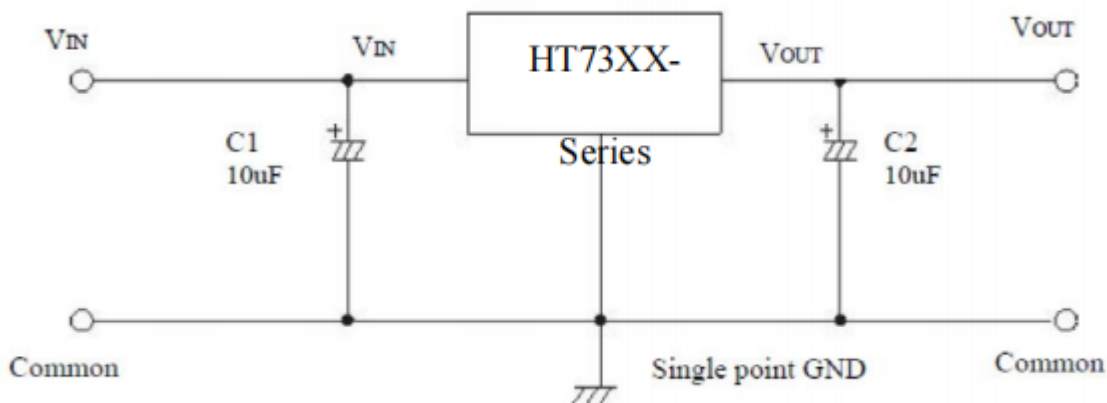 VIN
VIN
HT73XX-
Series
VOUT
VOUT
+
C1
10uF
+
C2
10uF
Common
Single point GND
Common